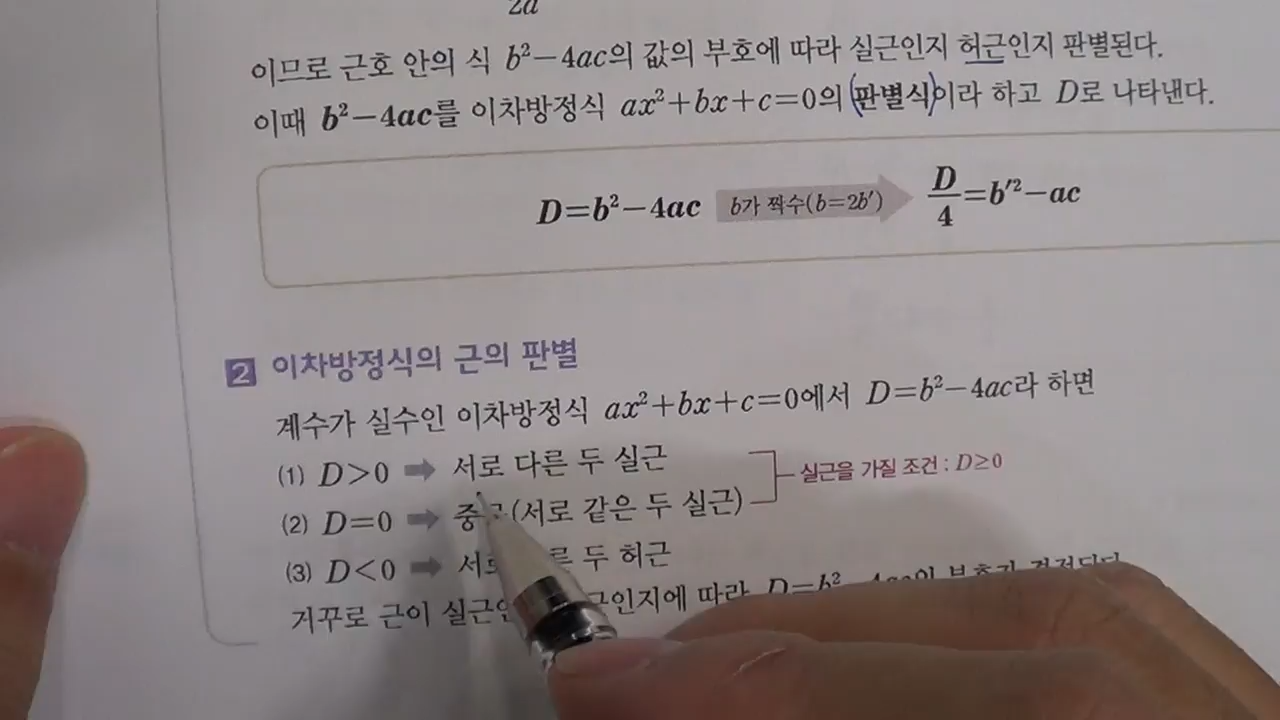 2a
이므로 근호 안의 식 b²−4ac의 값의 부호에 따라 실근인지 허근인지 판별된다.
이때 b²−4ac를 이차방정식 ax²+bx+c=0의 (판별식)이라 하고 D로 나타낸다.
D=b²−4ac b가 짝수(b=2b′) D/4=b′²−ac
2 이차방정식의 근의 판별
계수가 실수인 이차방정식 ax²+bx+c=0에서 D=b²−4ac라 하면
(1) D>0 ➡ 서로 다른 두 실근
실근을 가질 조건 : D≥0
(2) D=0 ➡ (서로 같은 두 실근)
(3) D<0 ➡ 두 허근
거꾸로 근이 따라 D=b²